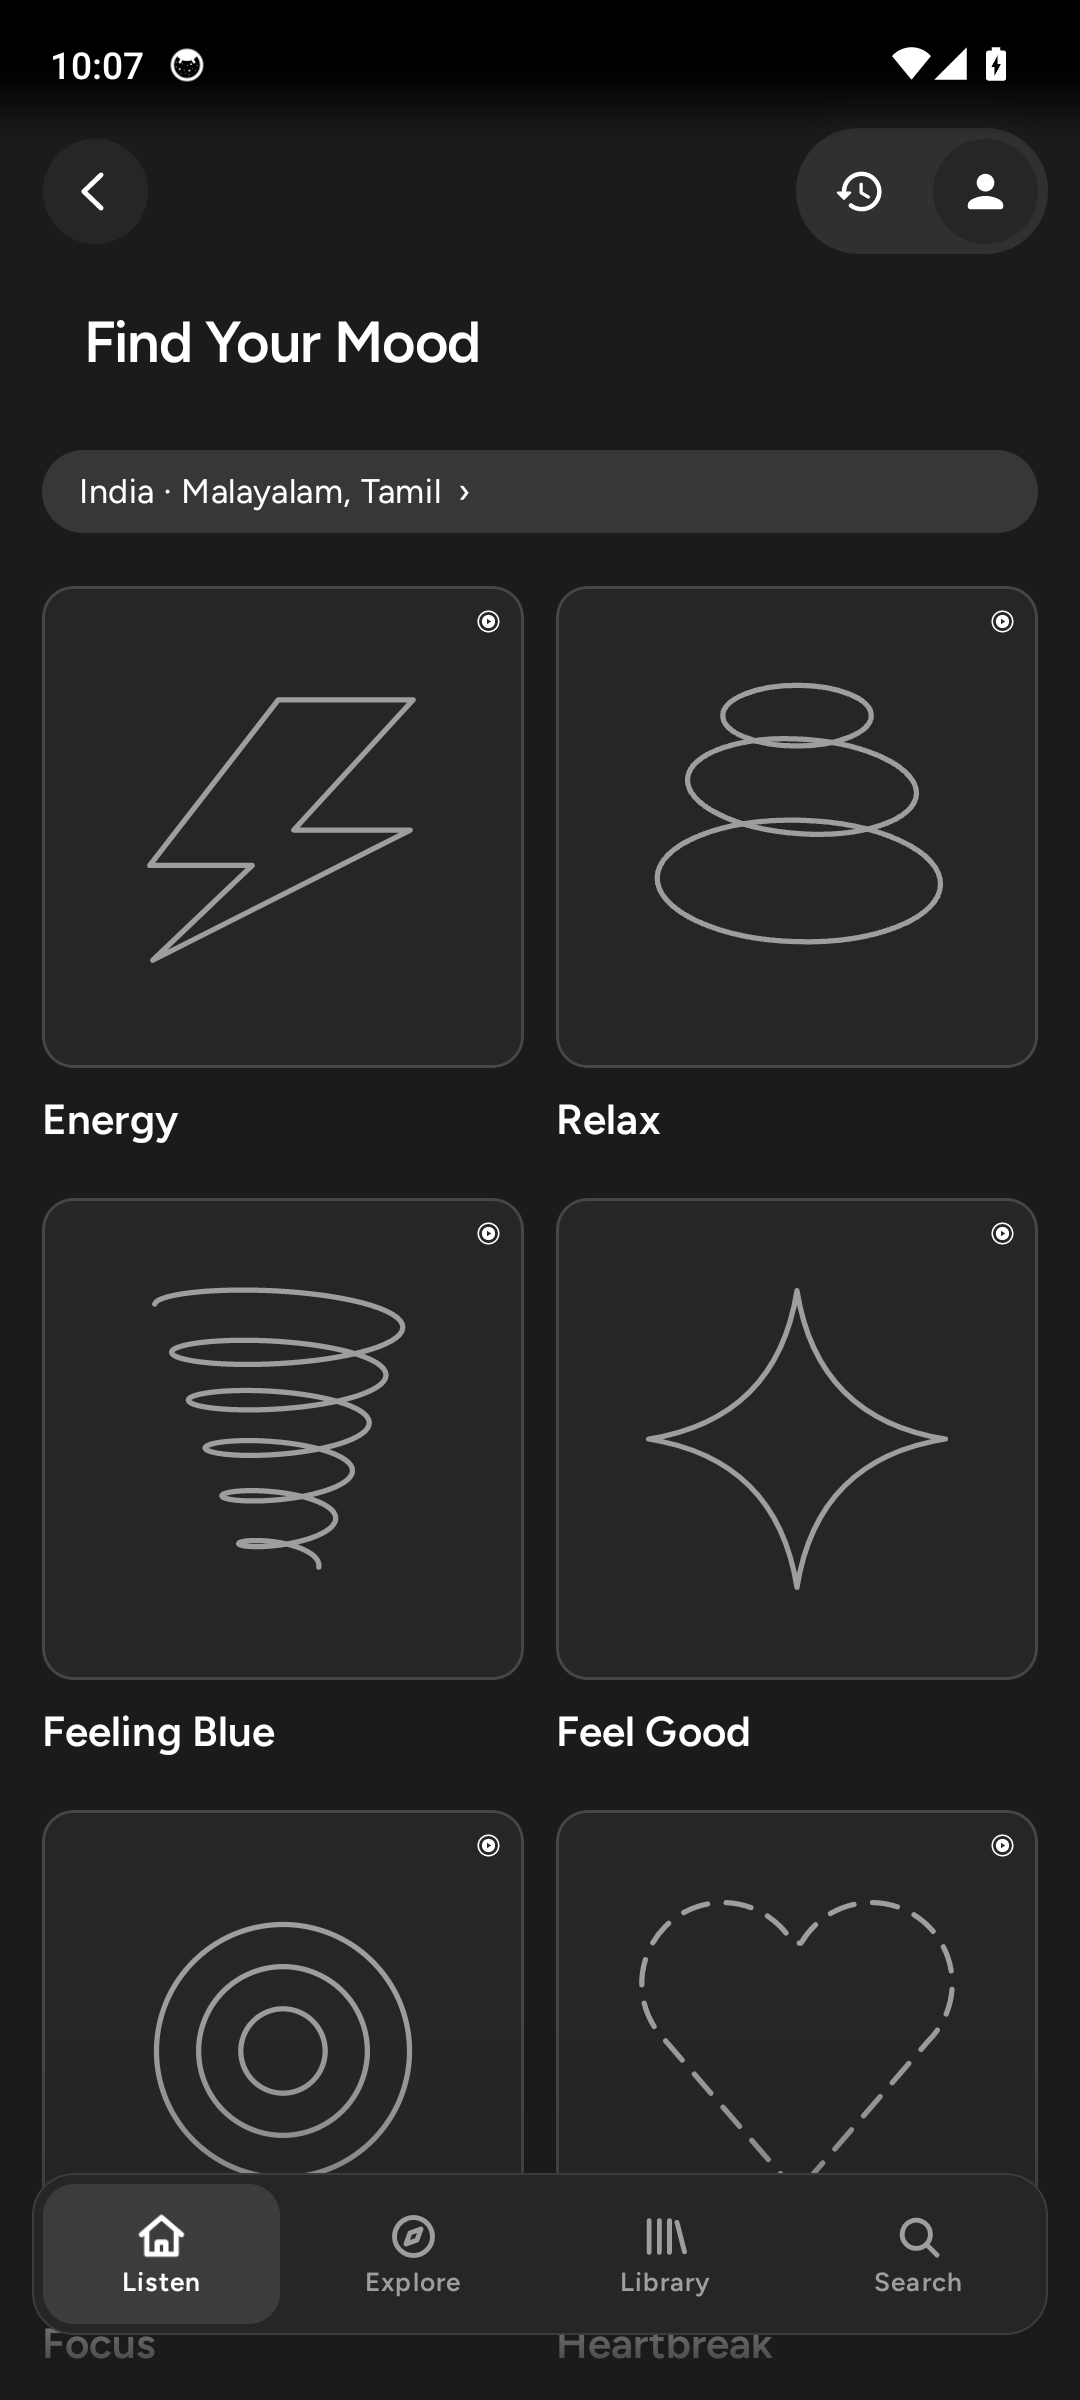 10:07
Find Your Mood
India · Malayalam, Tamil ›
Energy
Relax
Feeling Blue
Feel Good
Listen
Explore
Library
Search
Focus
Heartbreak